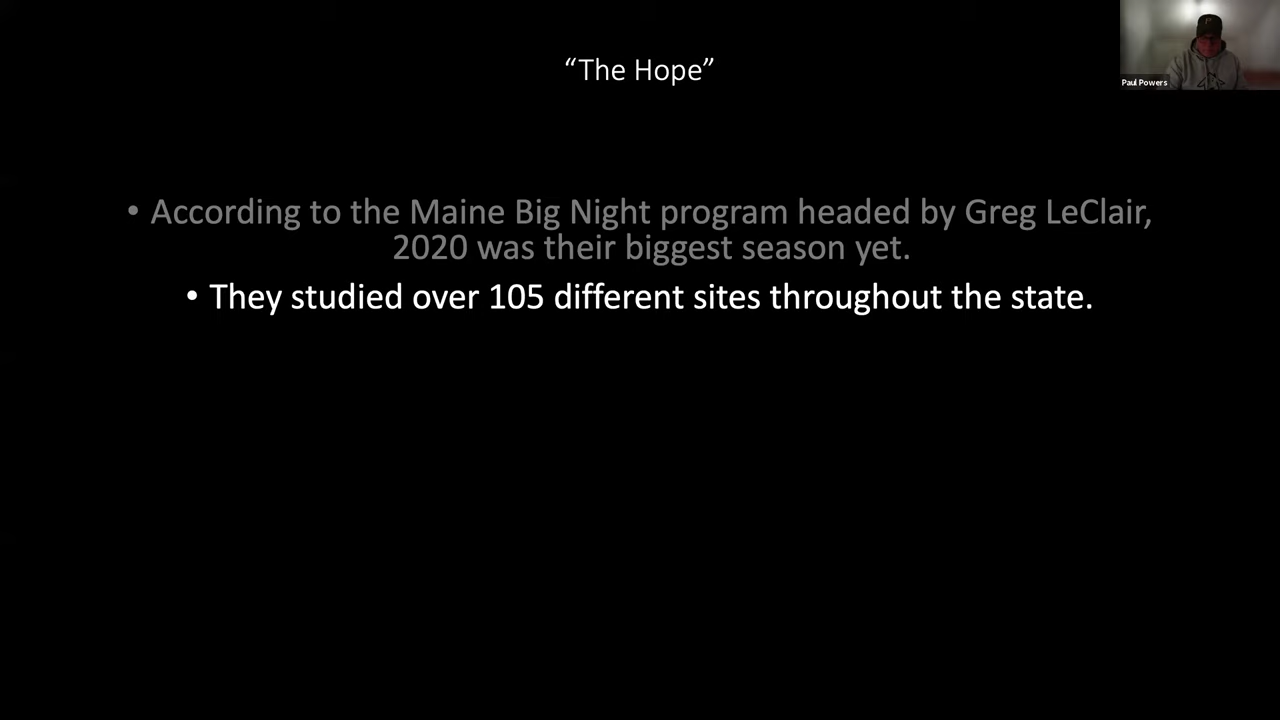 “The Hope”
Paul Powers
• According to the Maine Big Night program headed by Greg LeClair,
2020 was their biggest season yet.
• They studied over 105 different sites throughout the state.